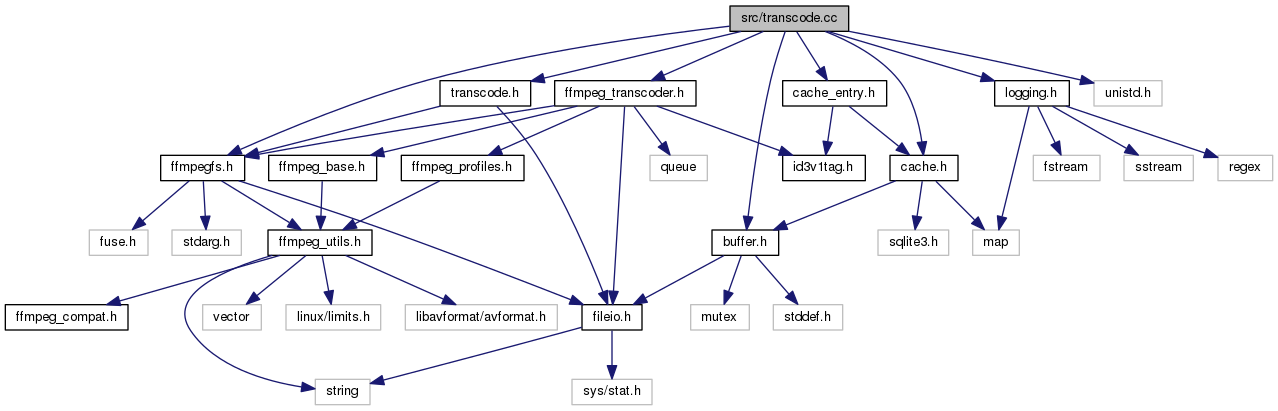 src/transcode.cc
transcode.h
ffmpeg_transcoder.h
cache_entry.h
logging.h
unistd.h
ffmpegfs.h
ffmpeg_base.h
ffmpeg_profiles.h
queue
id3v1tag.h
cache.h
fstream
sstream
regex
fuse.h
stdarg.h
ffmpeg_utils.h
buffer.h
sqlite3.h
map
ffmpeg_compat.h
vector
linux/limits.h
libavformat/avformat.h
fileio.h
mutex
stddef.h
string
sys/stat.h